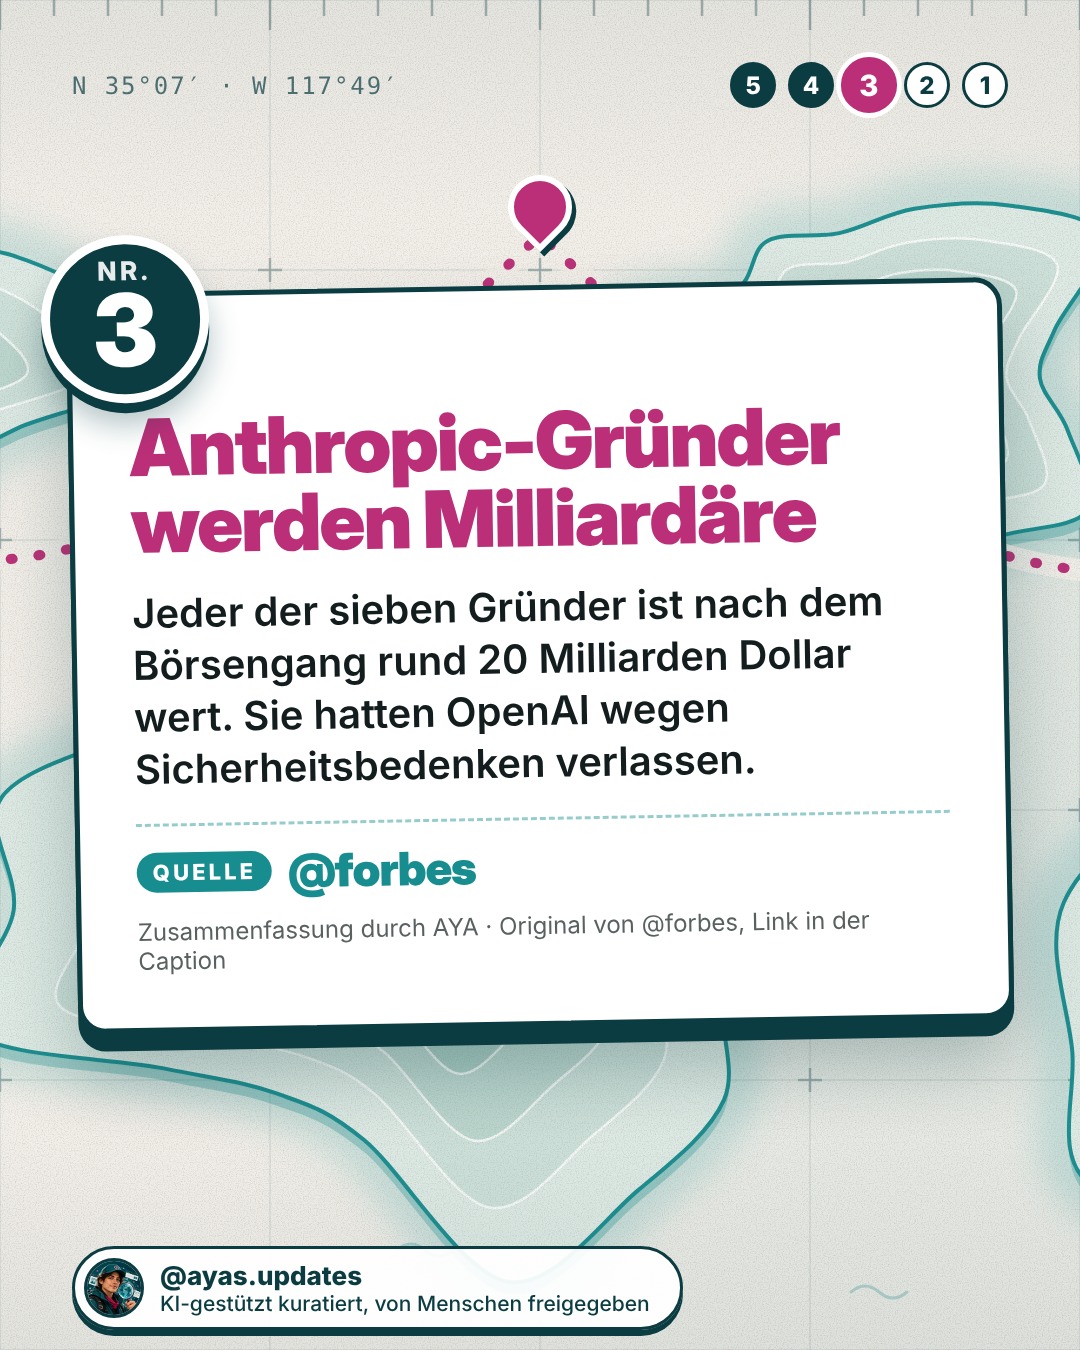 N 35°07′ · W 117°49′
5 4 3 2 1
NR.
3
Anthropic-Gründer
werden Milliardäre
Jeder der sieben Gründer ist nach dem
Börsengang rund 20 Milliarden Dollar
wert. Sie hatten OpenAI wegen
Sicherheitsbedenken verlassen.
QUELLE @forbes
Zusammenfassung durch AYA · Original von @forbes, Link in der
Caption
@ayas.updates
KI-gestützt kuratiert, von Menschen freigegeben